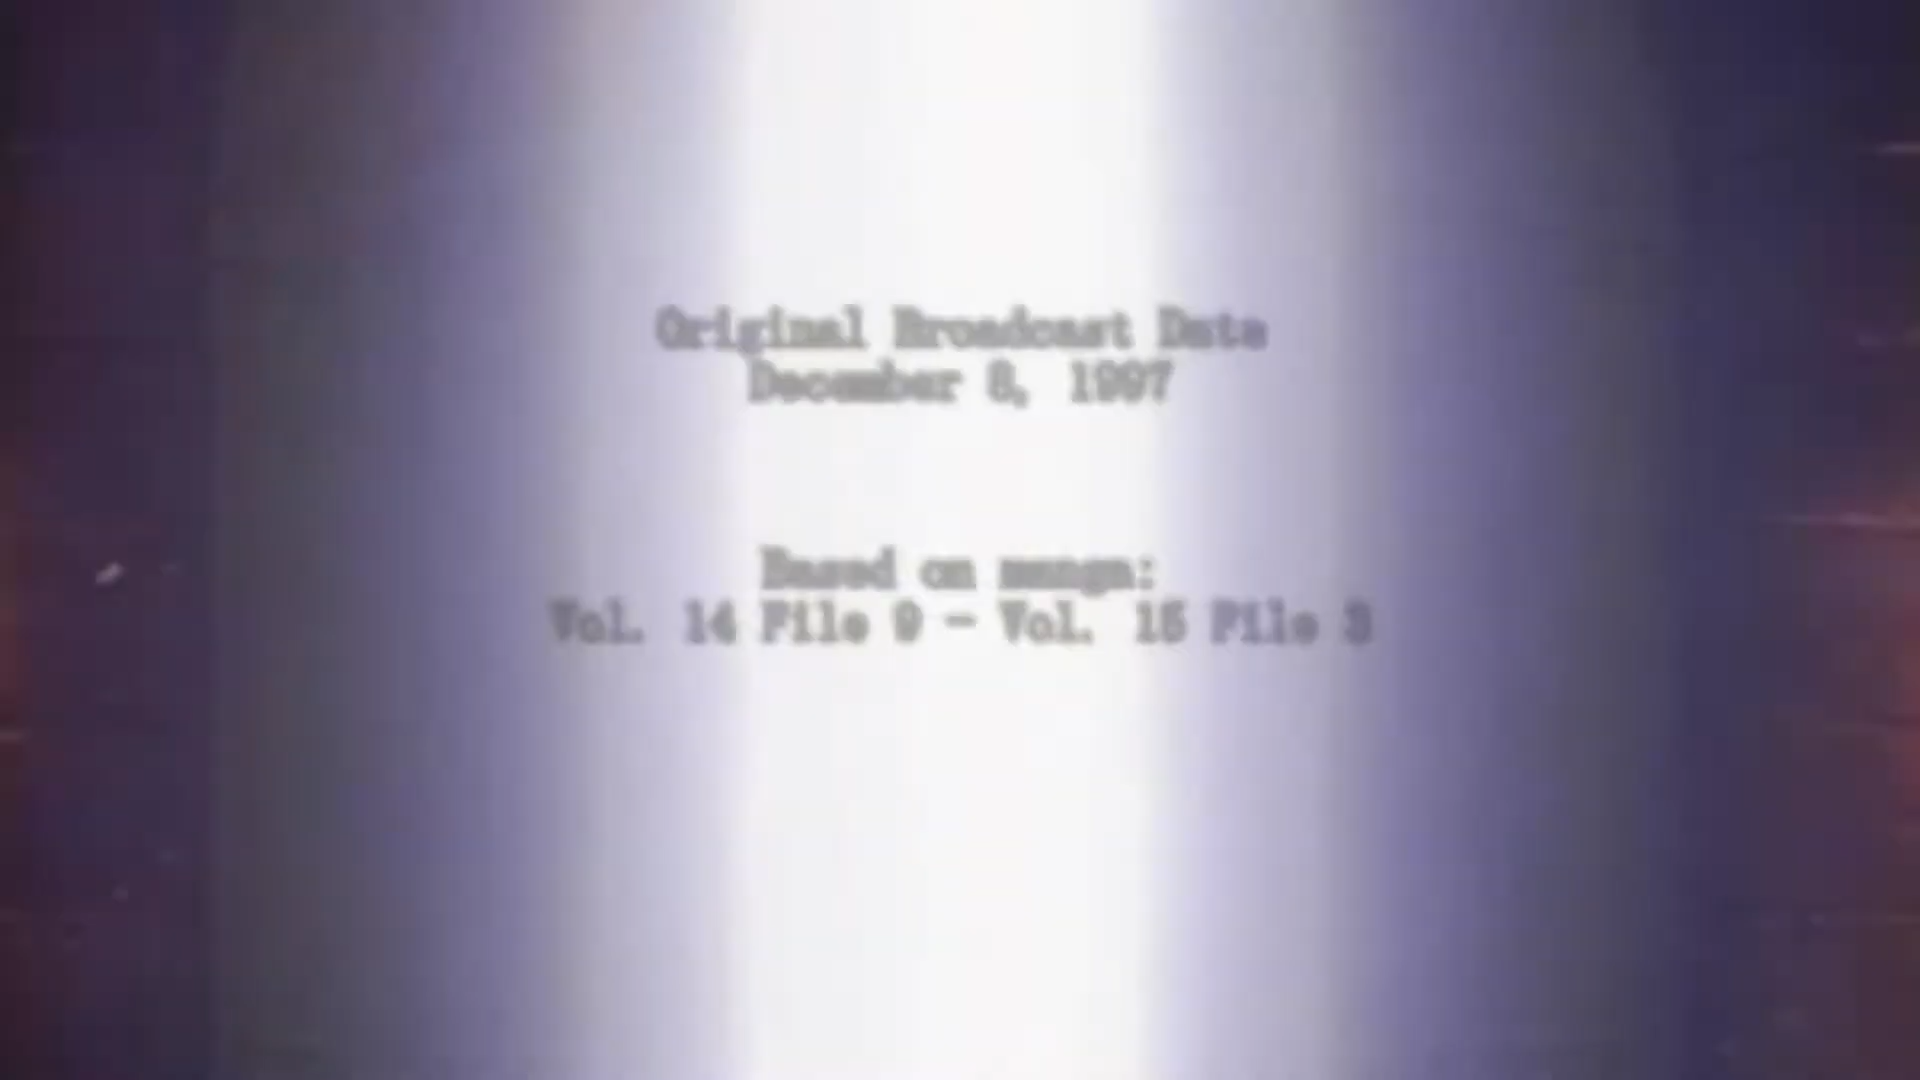 Original Broadcast Date
December 8, 1997
Based on manga:
Vol. 14 File 9 - Vol. 15 File 3